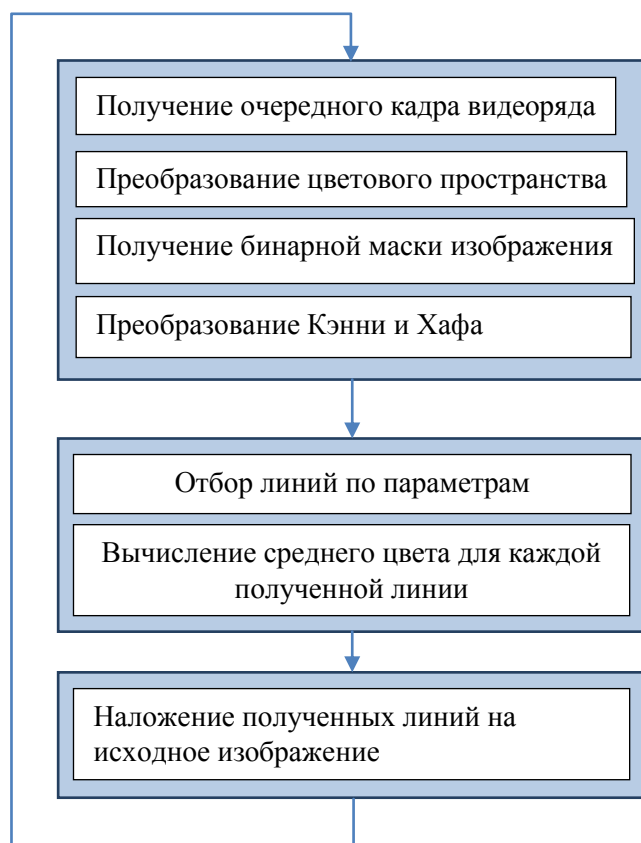 Получение очередного кадра видеоряда
Преобразование цветового пространства
Получение бинарной маски изображения
Преобразование Кэнни и Хафа
Отбор линий по параметрам
Вычисление среднего цвета для каждой
полученной линии
Наложение полученных линий на
исходное изображение